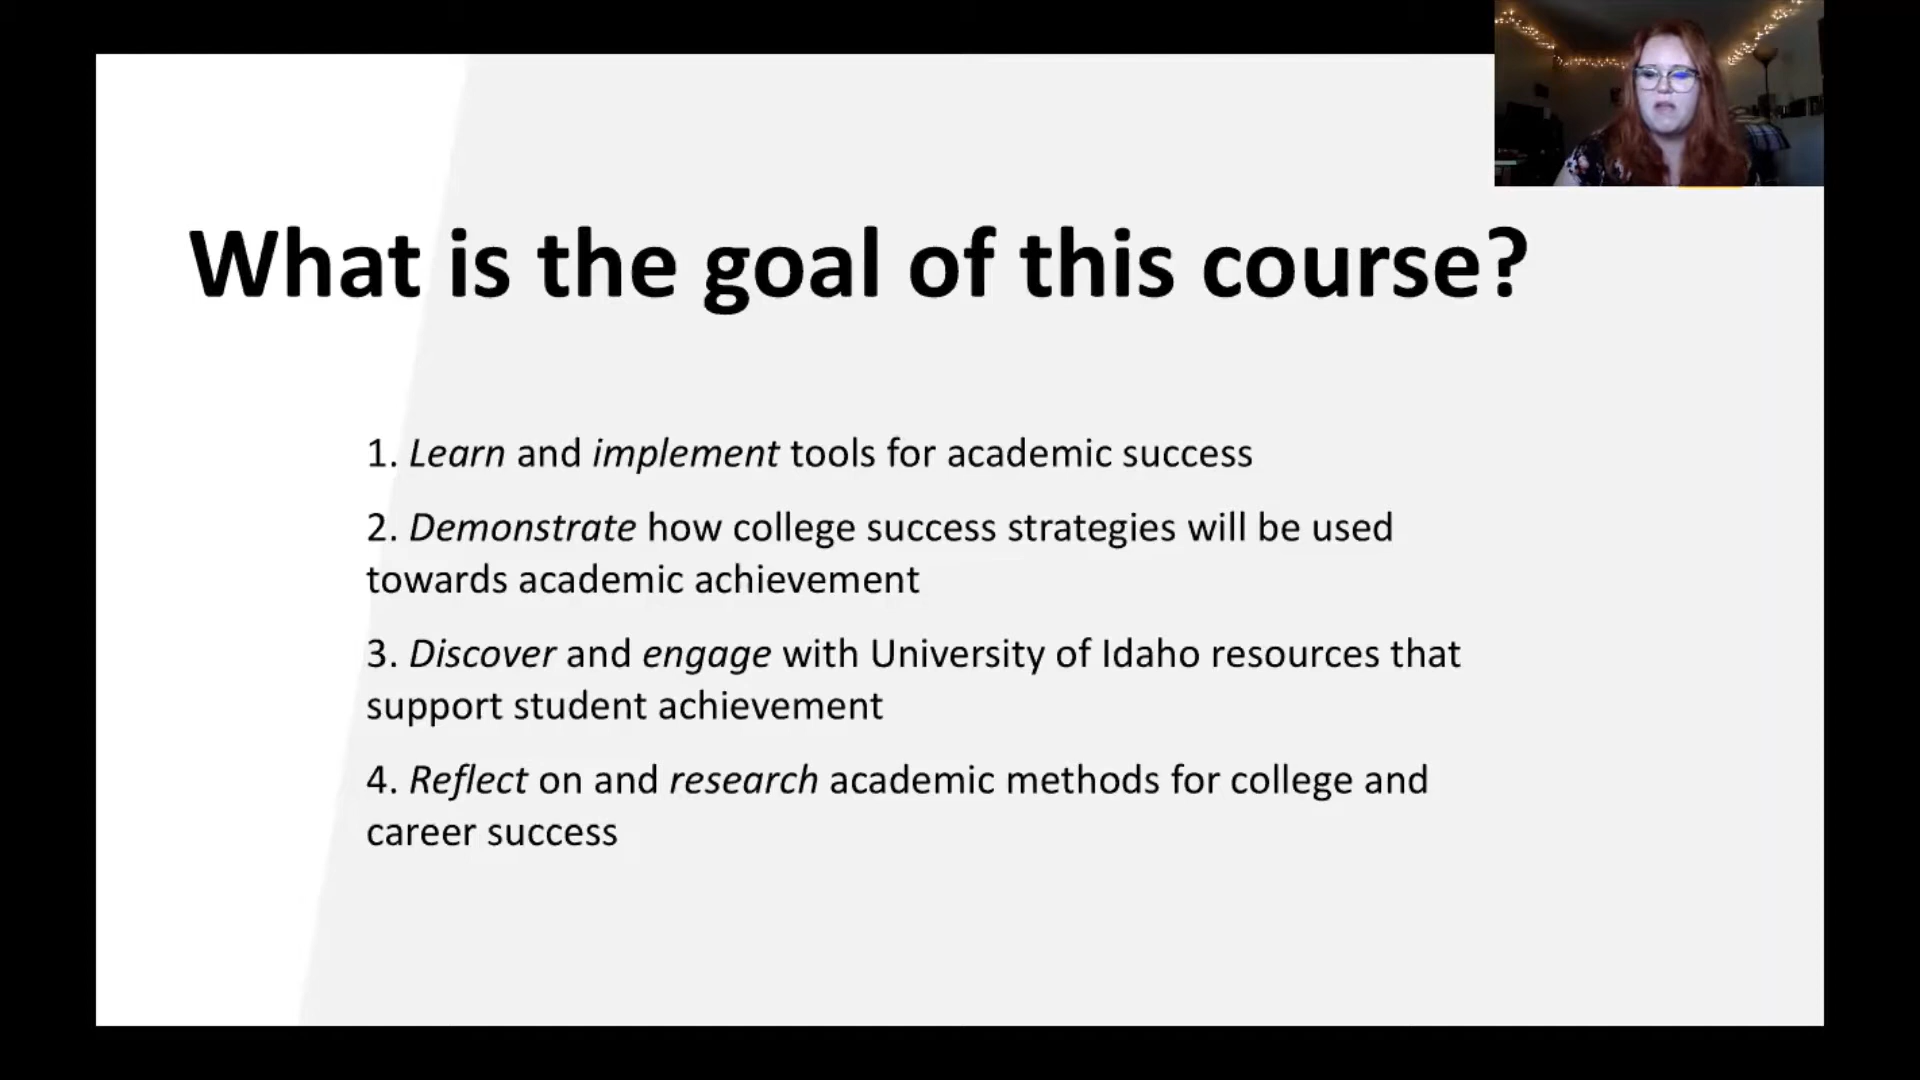 What is the goal of this course?
1. Learn and implement tools for academic success
2. Demonstrate how college success strategies will be used
towards academic achievement
3. Discover and engage with University of Idaho resources that
support student achievement
4. Reflect on and research academic methods for college and
career success